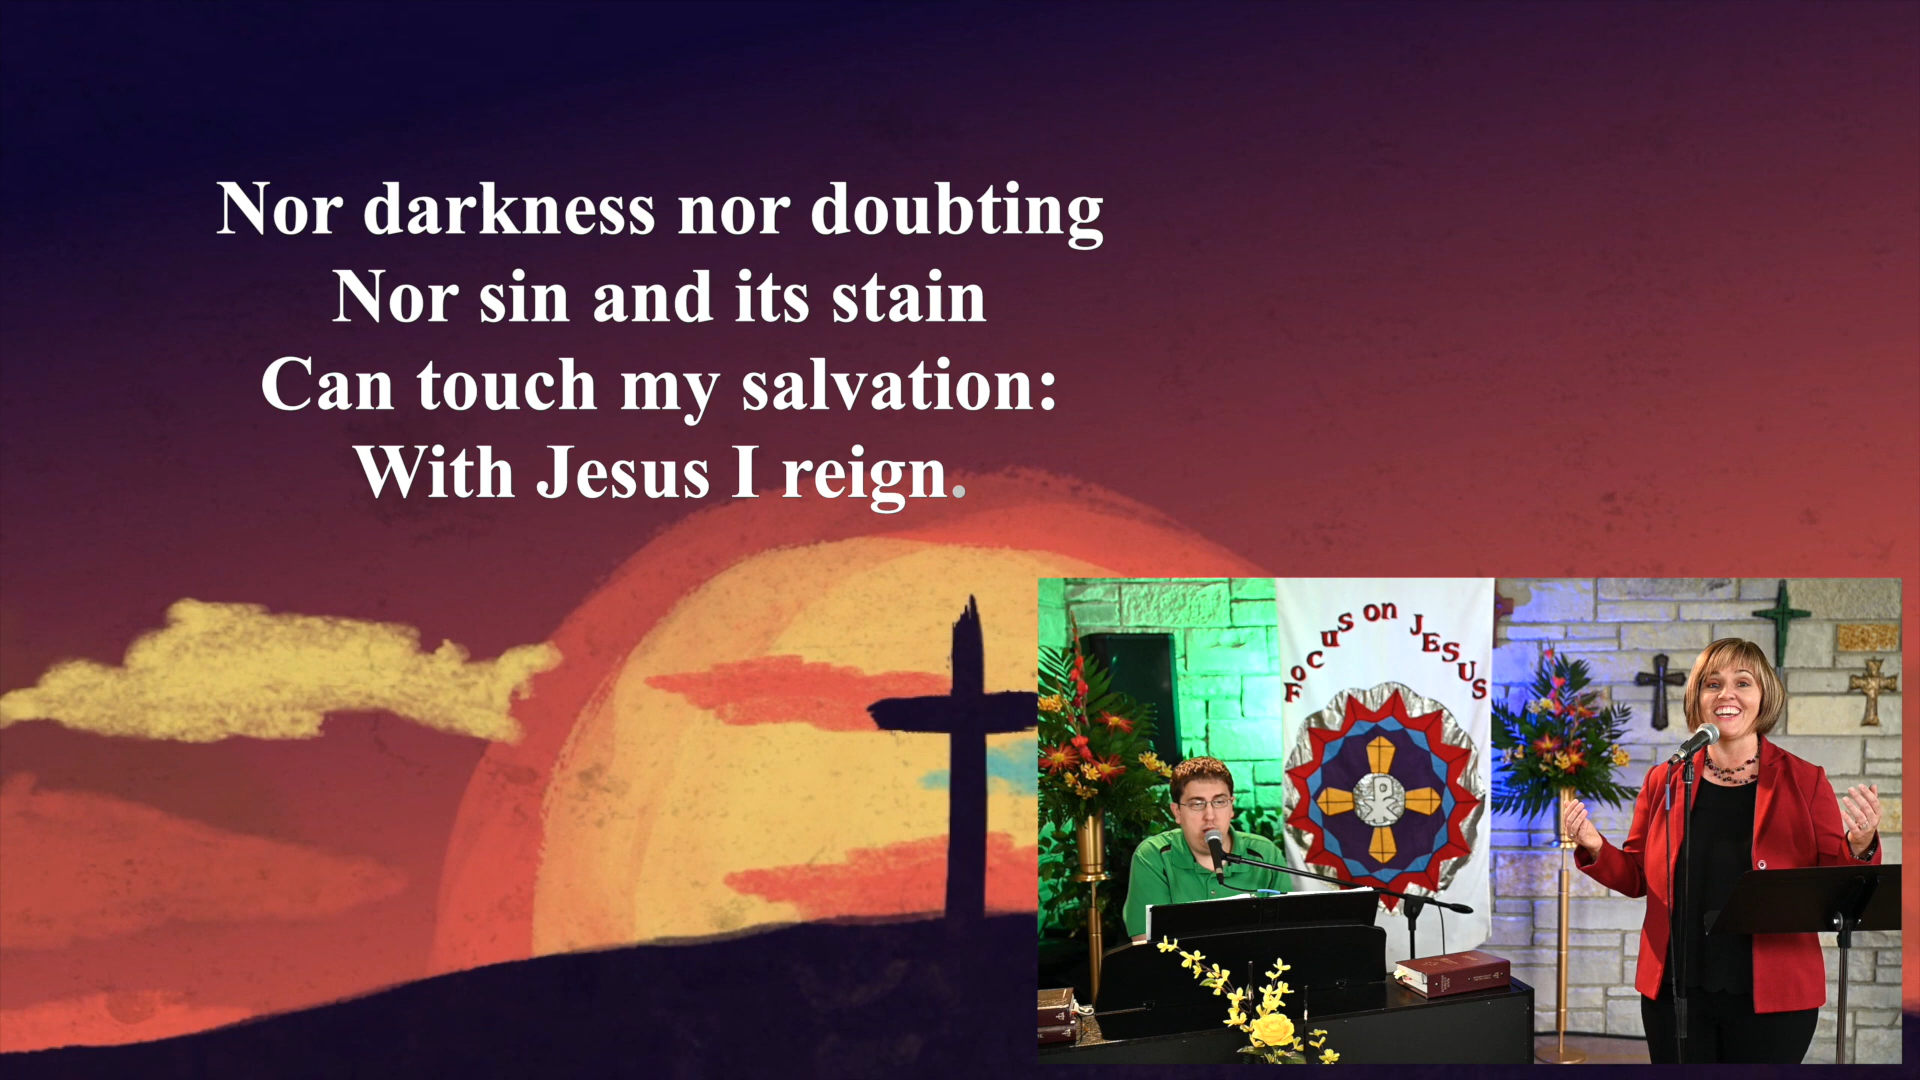 Nor darkness nor doubting
Nor sin and its stain
Can touch my salvation:
With Jesus I reign.
Focus on JESUS